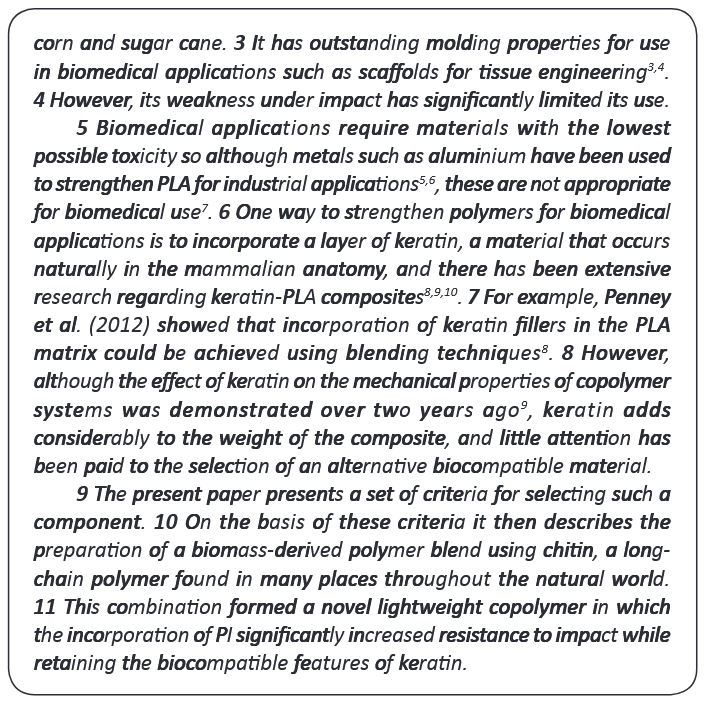 corn and sugar cane. 3 It has outstanding molding properties for use
in biomedical applications such as scaffolds for tissue engineering3,4.
4 However, its weakness under impact has significantly limited its use.
5 Biomedical applications require materials with the lowest
possible toxicity so although metals such as aluminium have been used
to strengthen PLA for industrial applications5,6, these are not appropriate
for biomedical use7. 6 One way to strengthen polymers for biomedical
applications is to incorporate a layer of keratin, a material that occurs
naturally in the mammalian anatomy, and there has been extensive
research regarding keratin-PLA composites8,9,10. 7 For example, Penney
et al. (2012) showed that incorporation of keratin fillers in the PLA
matrix could be achieved using blending techniques8. 8 However,
although the effect of keratin on the mechanical properties of copolymer
systems was demonstrated over two years ago9, keratin adds
considerably to the weight of the composite, and little attention has
been paid to the selection of an alternative biocompatible material.
9 The present paper presents a set of criteria for selecting such a
component. 10 On the basis of these criteria it then describes the
preparation of a biomass-derived polymer blend using chitin, a long-
chain polymer found in many places throughout the natural world.
11 This combination formed a novel lightweight copolymer in which
the incorporation of PI significantly increased resistance to impact while
retaining the biocompatible features of keratin.